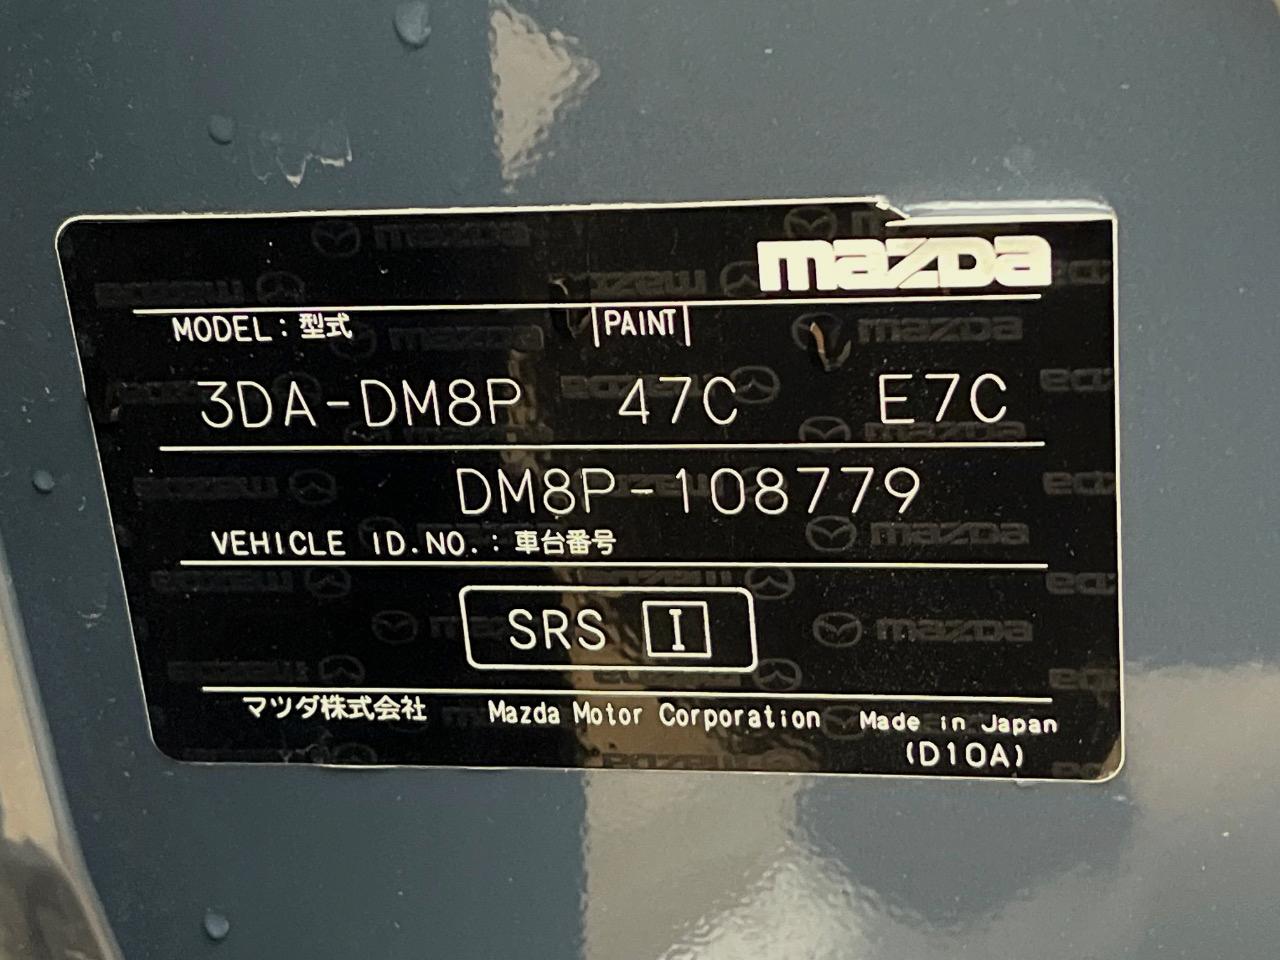 mazda
MODEL : 型式 |PAINT|
3DA-DM8P 47C E7C
DM8P-108779
VEHICLE ID.NO. : 車台番号
SRS I
マツダ株式会社 Mazda Motor Corporation Made in Japan
(D10A)